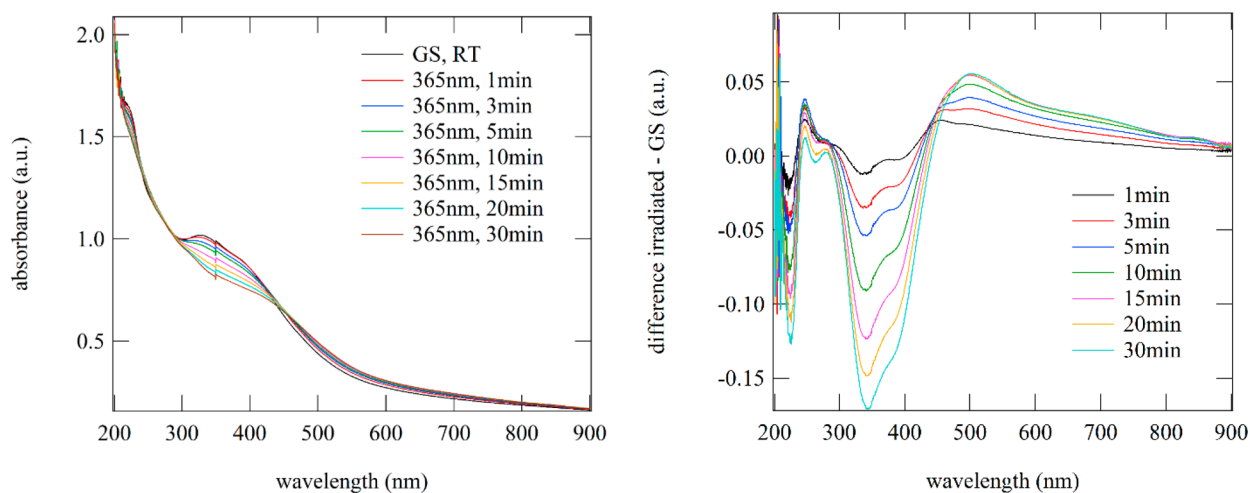 absorbance (a.u.)
2.0
1.5
1.0
0.5
200 300 400 500 600 700 800 900
wavelength (nm)
GS, RT
365nm, 1min
365nm, 3min
365nm, 5min
365nm, 10min
365nm, 15min
365nm, 20min
365nm, 30min
difference irradiated - GS (a.u.)
0.05
0.00
-0.05
-0.10
-0.15
200 300 400 500 600 700 800 900
wavelength (nm)
1min
3min
5min
10min
15min
20min
30min